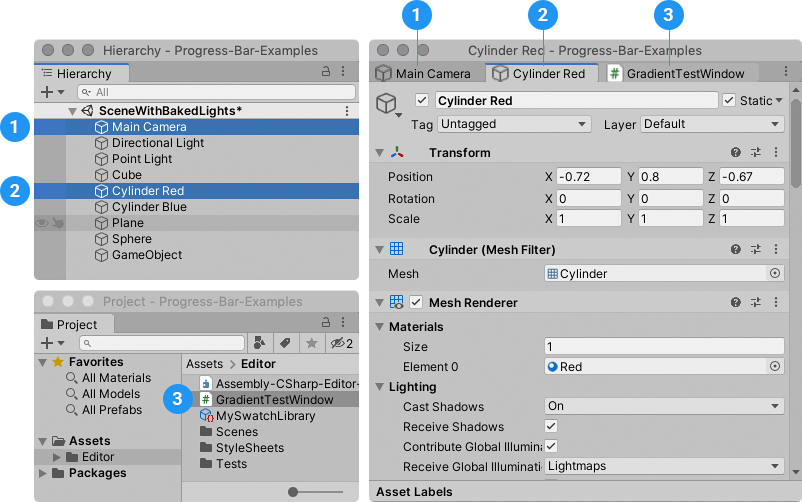 1
2
3
Hierarchy - Progress-Bar-Examples
Hierarchy
All
SceneWithBakedLights*
1
Main Camera
Directional Light
Point Light
Cube
2
Cylinder Red
Cylinder Blue
Plane
Sphere
GameObject
Project - Progress-Bar-Examples
Project
2
Favorites
All Materials
All Models
All Prefabs
Assets
Editor
Packages
Assets > Editor
Assembly-CSharp-Editor-
3
GradientTestWindow
MySwatchLibrary
Scenes
StyleSheets
Tests
Cylinder Red - Progress-Bar-Examples
Main Camera
Cylinder Red
# GradientTestWindow
Cylinder Red
Static
Tag Untagged
Layer Default
Transform
Position X -0.72 Y 0.8 Z -0.67
Rotation X 0 Y 0 Z 0
Scale X 1 Y 1 Z 1
Cylinder (Mesh Filter)
Mesh Cylinder
Mesh Renderer
Materials
Size 1
Element 0 Red
Lighting
Cast Shadows On
Receive Shadows
Contribute Global Illumina
Receive Global Illuminati Lightmaps
Asset Labels